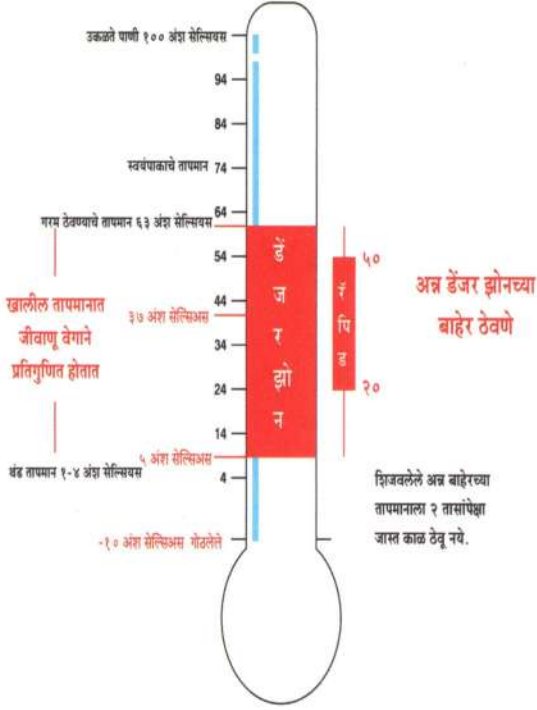 उकळते पाणी १०० अंश सेल्सियस
94
84
स्वयंपाकाचे तापमान 74
64
गरम ठेवण्याचे तापमान ६३ अंश सेल्सियस
54
44
३७ अंश सेल्सिअस
34
24
14
५ अंश सेल्सिअस
थंड तापमान १-४ अंश सेल्सियस
4
-१० अंश सेल्सिअस गोठलेले
खालील तापमानात
जीवाणू वेगाने
प्रतिगुणित होतात
डेंजर झोन
५०
रॅपिड
२०
अन्न डेंजर झोनच्या
बाहेर ठेवणे
शिजवलेले अन्न बाहेरच्या
तापमानाला २ तासांपेक्षा
जास्त काळ ठेवू नये.